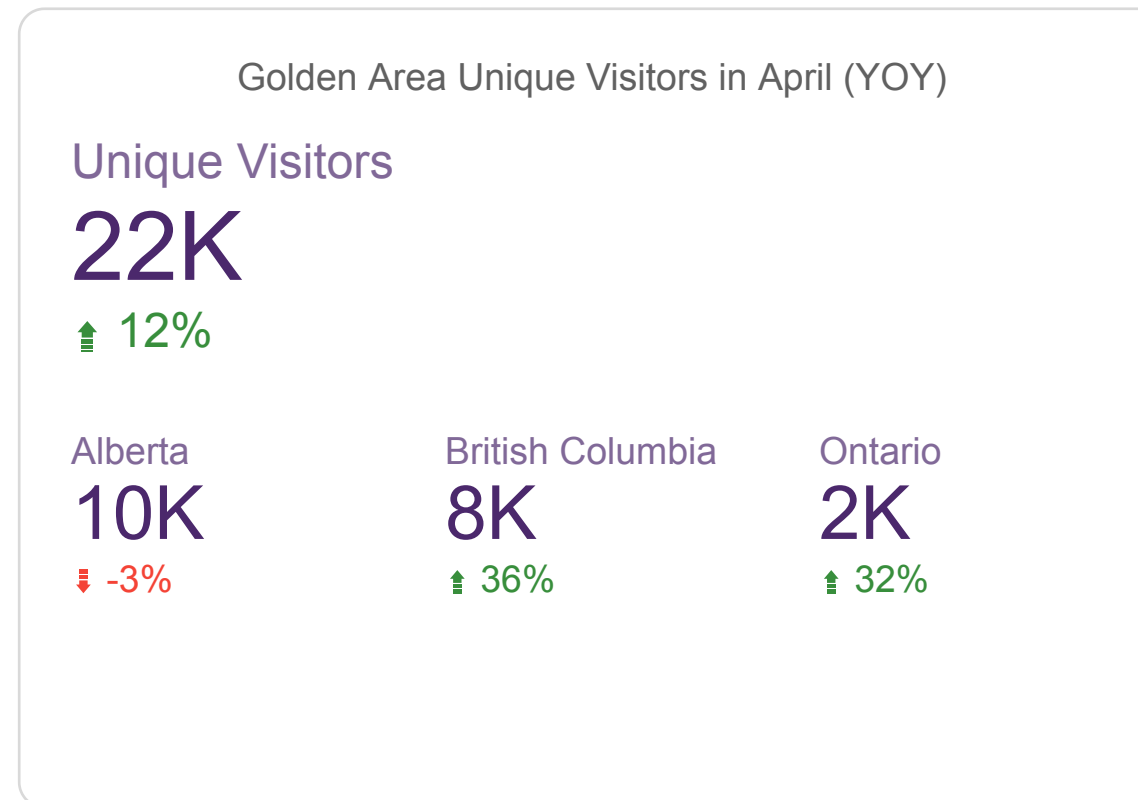 Golden Area Unique Visitors in April (YOY)
Unique Visitors
22K
12%
Alberta British Columbia Ontario
10K 8K 2K
-3% 36% 32%